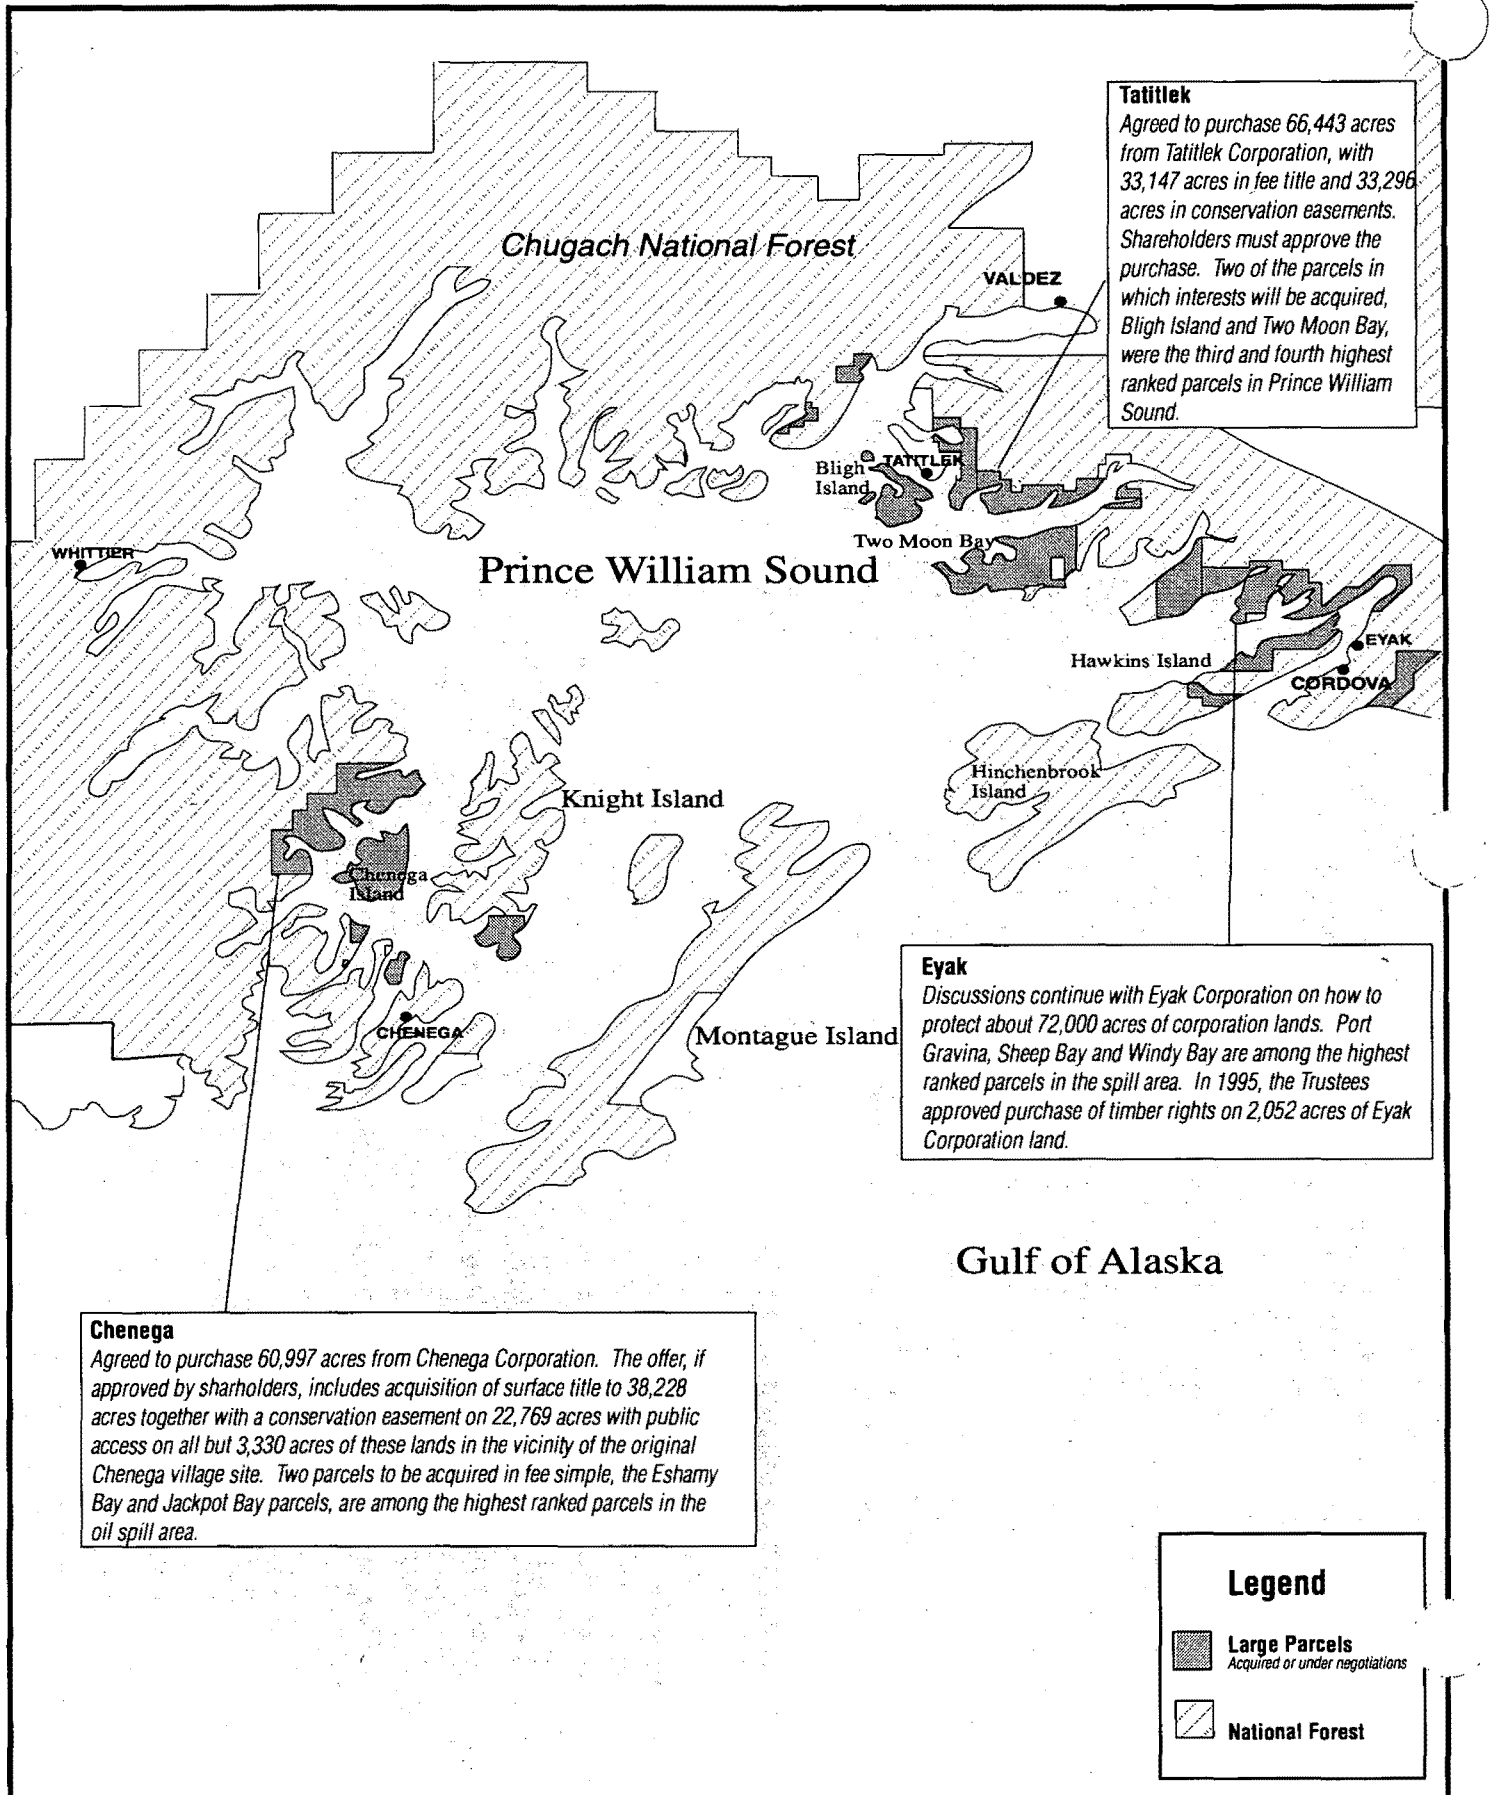 Tatitlek
Agreed to purchase 66,443 acres
from Tatitlek Corporation, with
33,147 acres in fee title and 33,296
acres in conservation easements.
Shareholders must approve the
purchase. Two of the parcels in
which interests will be acquired,
Bligh Island and Two Moon Bay,
were the third and fourth highest
ranked parcels in Prince William
Sound.
Chugach National Forest
VALDEZ
Bligh
Island
TATITLEK
Two Moon Bay
WHITTIER
Prince William Sound
EYAK
Hawkins Island
CORDOVA
Hinchenbrook
Island
Knight Island
Chenega
Island
CHENEGA
Montague Island
Eyak
Discussions continue with Eyak Corporation on how to
protect about 72,000 acres of corporation lands. Port
Gravina, Sheep Bay and Windy Bay are among the highest
ranked parcels in the spill area. In 1995, the Trustees
approved purchase of timber rights on 2,052 acres of Eyak
Corporation land.
Gulf of Alaska
Chenega
Agreed to purchase 60,997 acres from Chenega Corporation. The offer, if
approved by sharholders, includes acquisition of surface title to 38,228
acres together with a conservation easement on 22,769 acres with public
access on all but 3,330 acres of these lands in the vicinity of the original
Chenega village site. Two parcels to be acquired in fee simple, the Eshamy
Bay and Jackpot Bay parcels, are among the highest ranked parcels in the
oil spill area.
Legend
Large Parcels
Acquired or under negotiations
National Forest